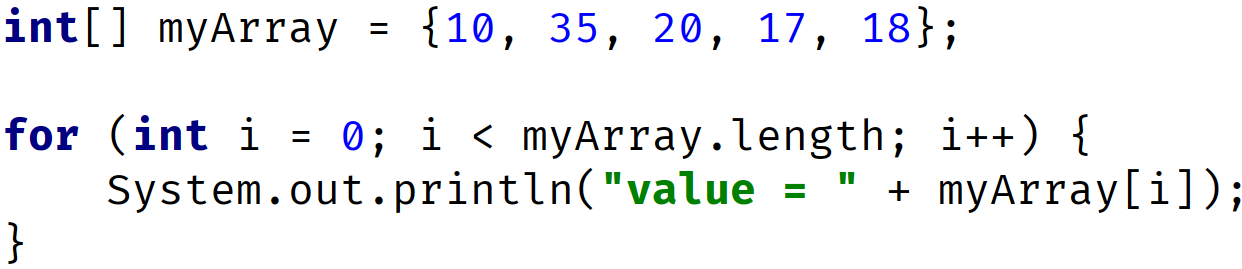 int[] myArray = {10, 35, 20, 17, 18};
for (int i = 0; i < myArray.length; i++) {
    System.out.println("value = " + myArray[i]);
}